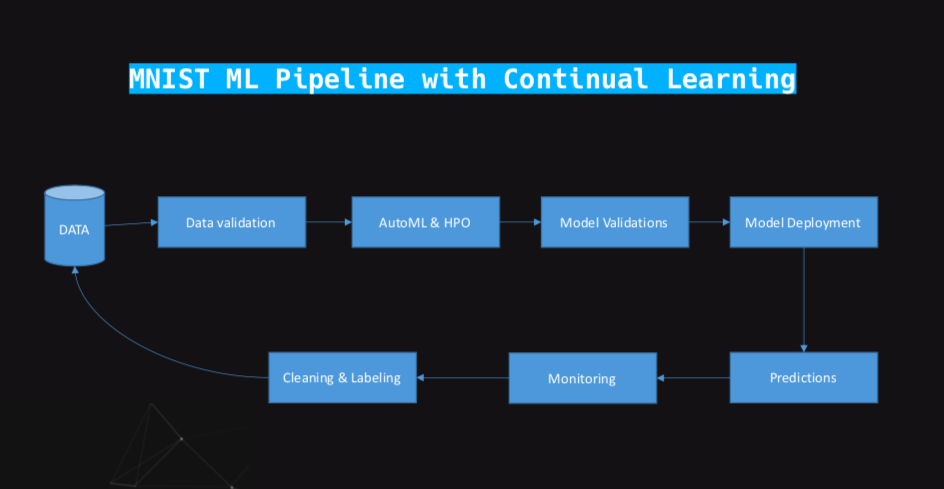 MNIST ML Pipeline with Continual Learning
DATA
Data validation
AutoML & HPO
Model Validations
Model Deployment
Cleaning & Labeling
Monitoring
Predictions